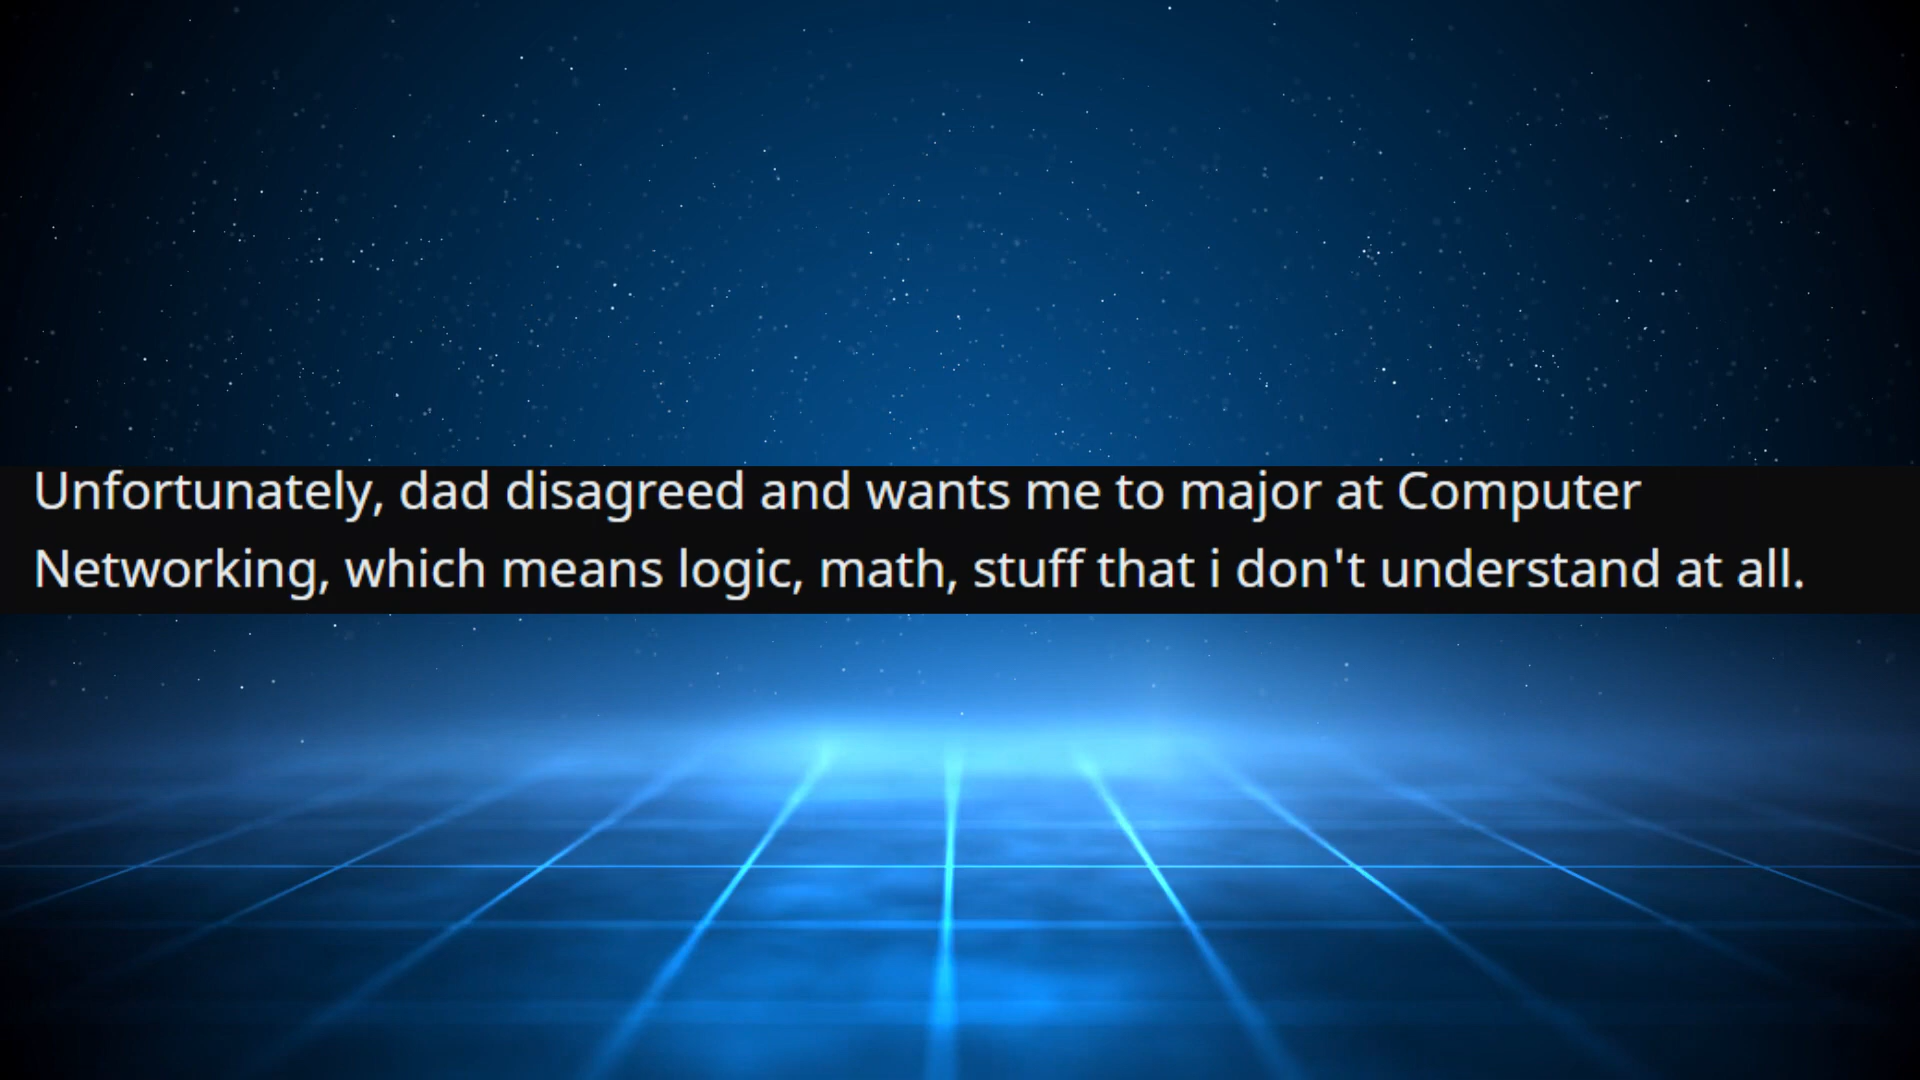 Unfortunately, dad disagreed and wants me to major at Computer
Networking, which means logic, math, stuff that i don't understand at all.